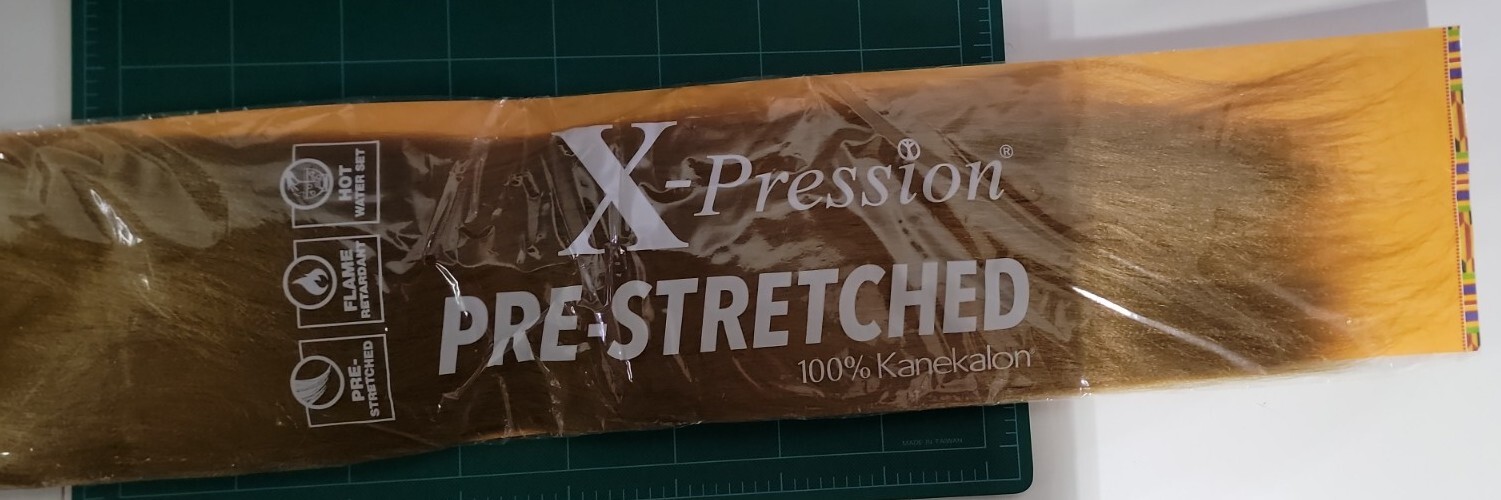 X-Pression®
PRE-STRETCHED
100% Kanekalon
HOT
WATER SET
FLAME
RETARDANT
PRE-
STRETCHED
MADE IN TAIWAN